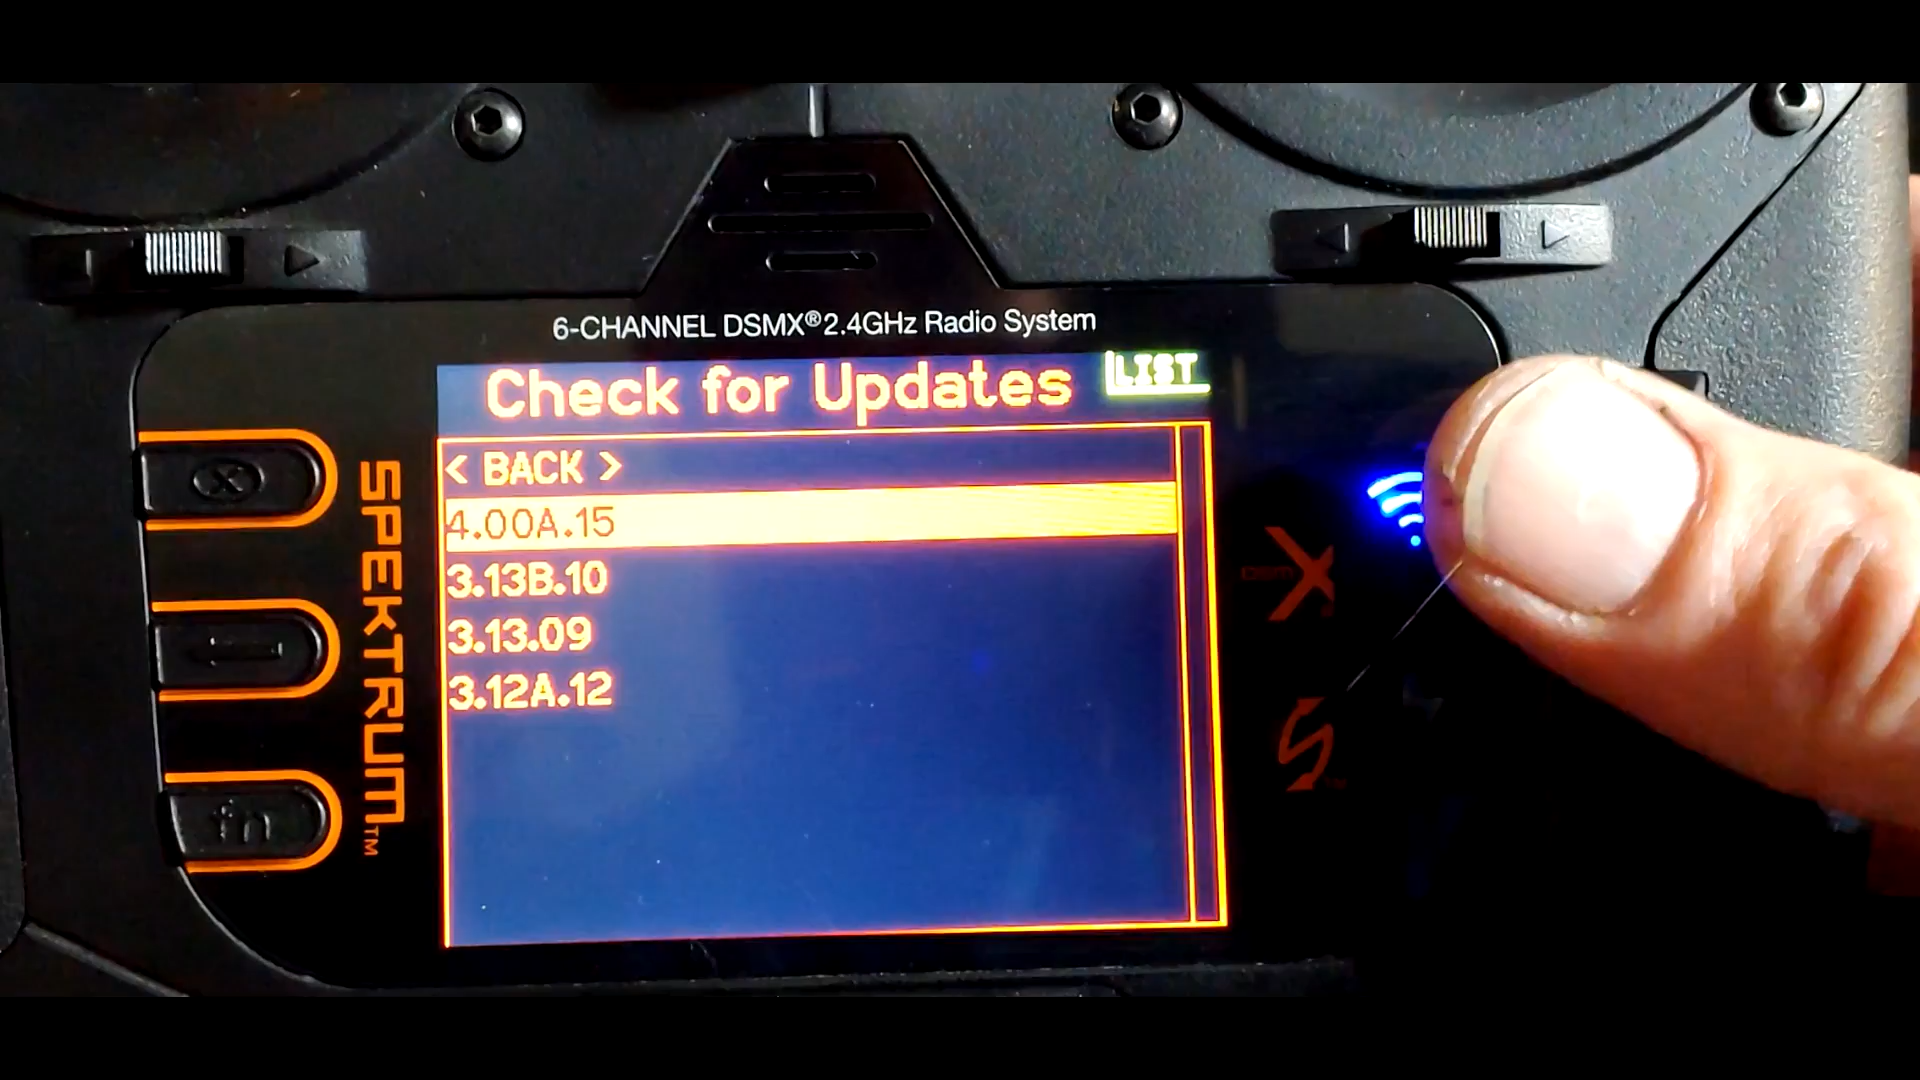 6-CHANNEL DSMX® 2.4GHz Radio System
Check for Updates
LIST
< BACK >
4.00A.15
3.13B.10
3.13.09
3.12A.12
SPEKTRUM™
fn
X